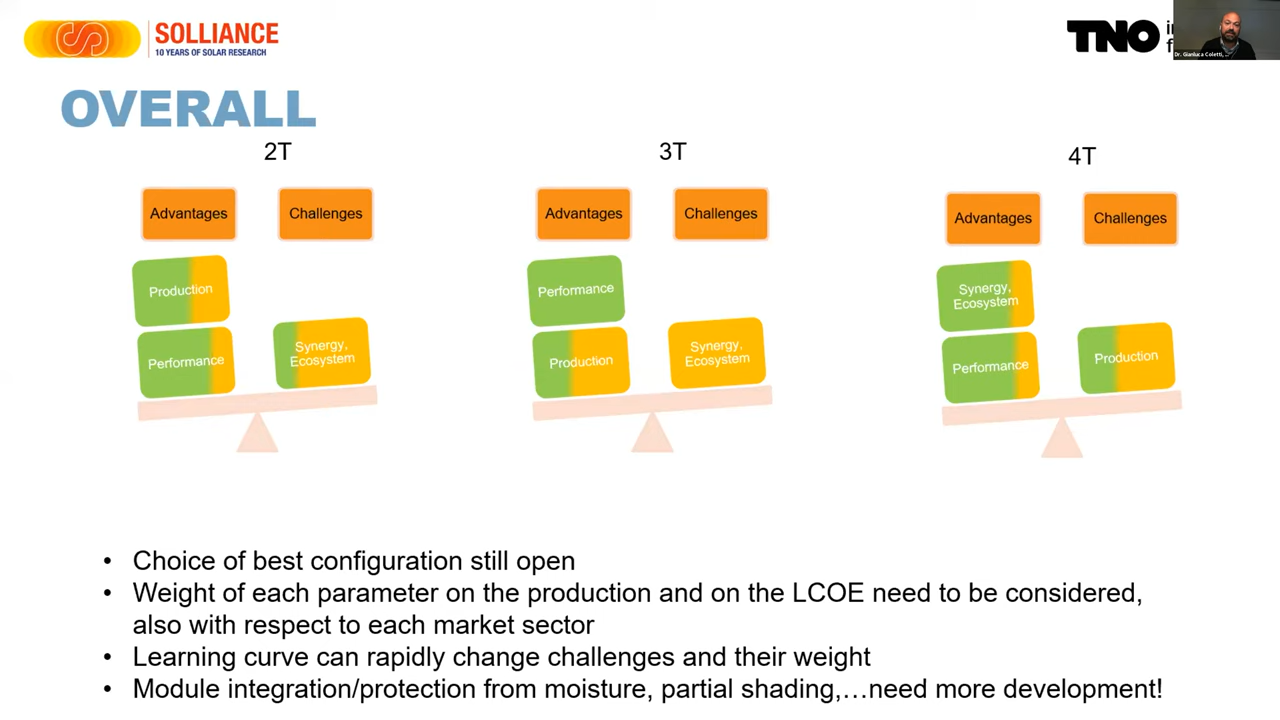 SOLLIANCE
10 YEARS OF SOLAR RESEARCH
TNO
Dr. Gianluca Coletti, ...
OVERALL
2T
3T
4T
Advantages
Challenges
Advantages
Challenges
Advantages
Challenges
Production
Performance
Synergy,
Ecosystem
Performance
Production
Synergy,
Ecosystem
Synergy,
Ecosystem
Performance
Production
• Choice of best configuration still open
• Weight of each parameter on the production and on the LCOE need to be considered,
also with respect to each market sector
• Learning curve can rapidly change challenges and their weight
• Module integration/protection from moisture, partial shading,…need more development!